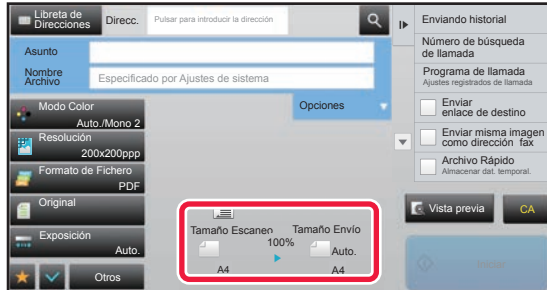 Libreta de
Direcciones
Direcc.
Pulsar para introducir la dirección
Asunto
Nombre
Archivo
Especificado por Ajustes de sistema
Opciones
Modo Color
Auto./Mono 2
Resolución
200x200ppp
Formato de Fichero
PDF
Original
Exposición
Auto.
Otros
Tamaño Escaneo
Tamaño Envío
100%
Auto.
A4
A4
Enviando historial
Número de búsqueda
de llamada
Programa de llamada
Ajustes registrados de llamada
Enviar
enlace de destino
Enviar misma imagen
como dirección fax
Archivo Rápido
Almacenar dat. temporal.
Vista previa
CA